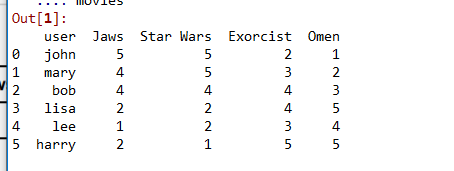 ....: movies
Out[1]:
user Jaws Star Wars Exorcist Omen
0 john 5 5 2 1
1 mary 4 5 3 2
2 bob 4 4 4 3
3 lisa 2 2 4 5
4 lee 1 2 3 4
5 harry 2 1 5 5